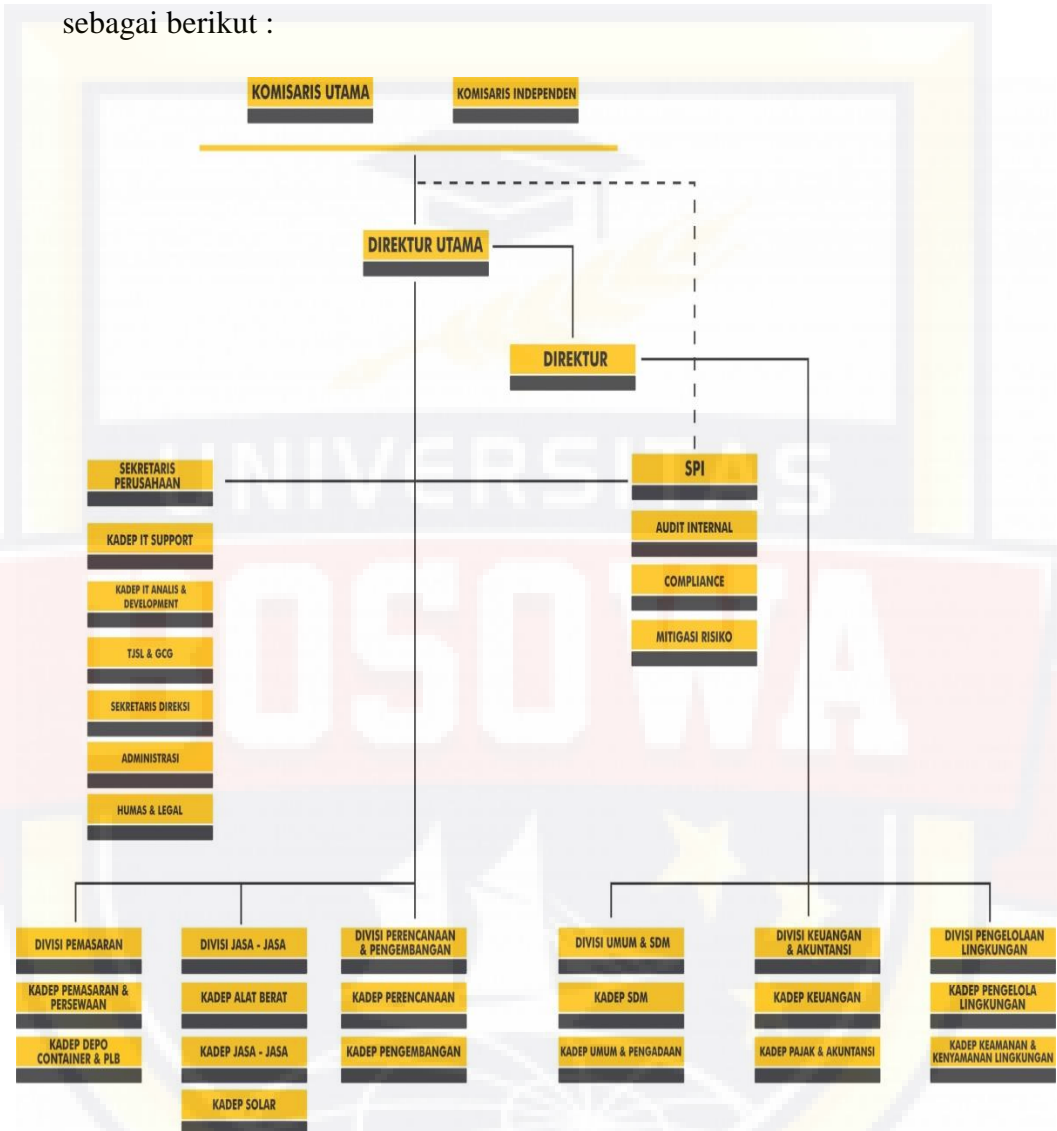 sebagai berikut :
KOMISARIS UTAMA
KOMISARIS INDEPENDEN
DIREKTUR UTAMA
DIREKTUR
SEKRETARIS
PERUSAHAAN
KADEP IT SUPPORT
KADEP IT ANALIS &
DEVELOPMENT
TJSL & GCG
SEKRETARIS DIREKSI
ADMINISTRASI
HUMAS & LEGAL
SPI
AUDIT INTERNAL
COMPLIANCE
MITIGASI RISIKO
UNIVERSITAS
BOSOWA
DIVISI PEMASARAN
KADEP PEMASARAN &
PERSEWAAN
KADEP DEPO
CONTAINER & PLB
DIVISI JASA - JASA
KADEP ALAT BERAT
KADEP JASA - JASA
KADEP SOLAR
DIVISI PERENCANAAN
& PENGEMBANGAN
KADEP PERENCANAAN
KADEP PENGEMBANGAN
DIVISI UMUM & SDM
KADEP SDM
KADEP UMUM & PENGADAAN
DIVISI KEUANGAN
& AKUNTANSI
KADEP KEUANGAN
KADEP PAJAK & AKUNTANSI
DIVISI PENGELOLAAN
LINGKUNGAN
KADEP PENGELOLA
LINGKUNGAN
KADEP KEAMANAN &
KENYAMANAN LINGKUNGAN